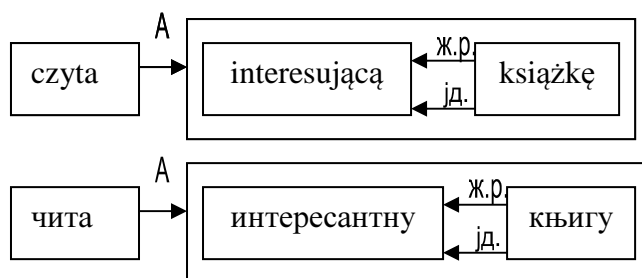 A
ж.р.
czyta interesującą książkę
јд.
A
ж.р.
чита интересантну књигу
јд.